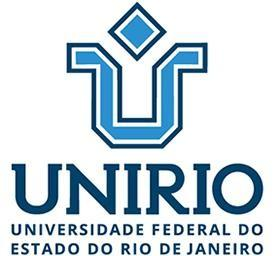 UNIRIO
UNIVERSIDADE FEDERAL DO
ESTADO DO RIO DE JANEIRO